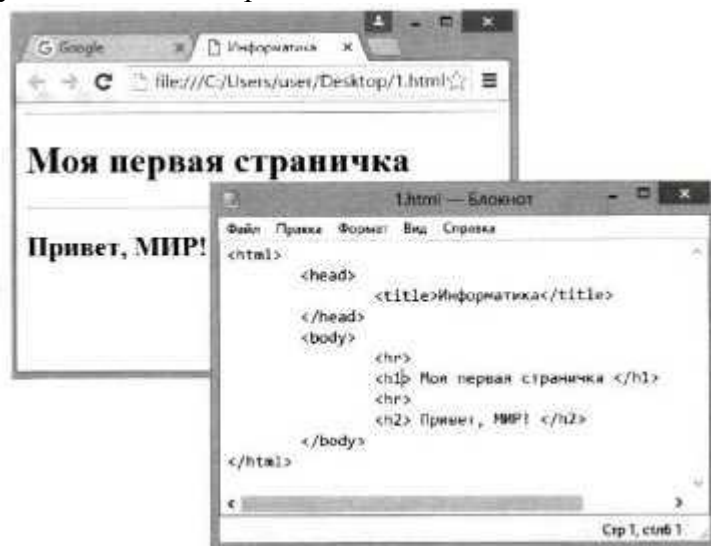 Google
Информатика
file:///C:/Users/user/Desktop/1.html
Моя первая страничка
Привет, МИР!
1.html — Блокнот
Файл Правка Формат Вид Справка
<html>
<head>
<title>Информатика</title>
</head>
<body>
<hr>
<h1> Моя первая страничка </h1>
<hr>
<h2> Привет, МИР! </h2>
</body>
</html>
Стр 1, стлб 1